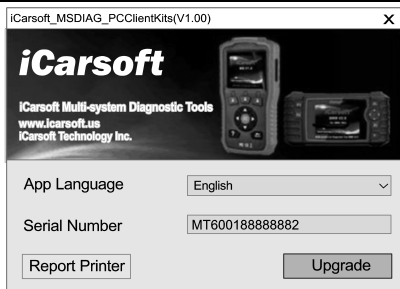 iCarsoft_MSDIAG_PCClientKits(V1.00)
iCarsoft
iCarsoft Multi-system Diagnostic Tools
www.icarsoft.us
iCarsoft Technology Inc.
App Language
English
Serial Number
MT600188888882
Report Printer
Upgrade